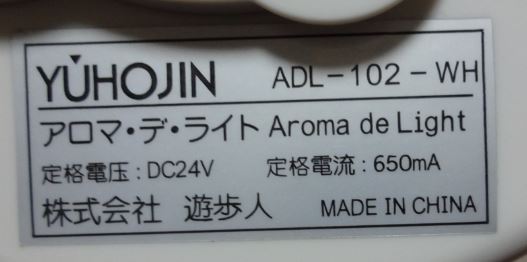 YUHOJIN ADL-102-WH
アロマ・デ・ライト Aroma de Light
定格電圧:DC24V 定格電流:650mA
株式会社 遊歩人 MADE IN CHINA